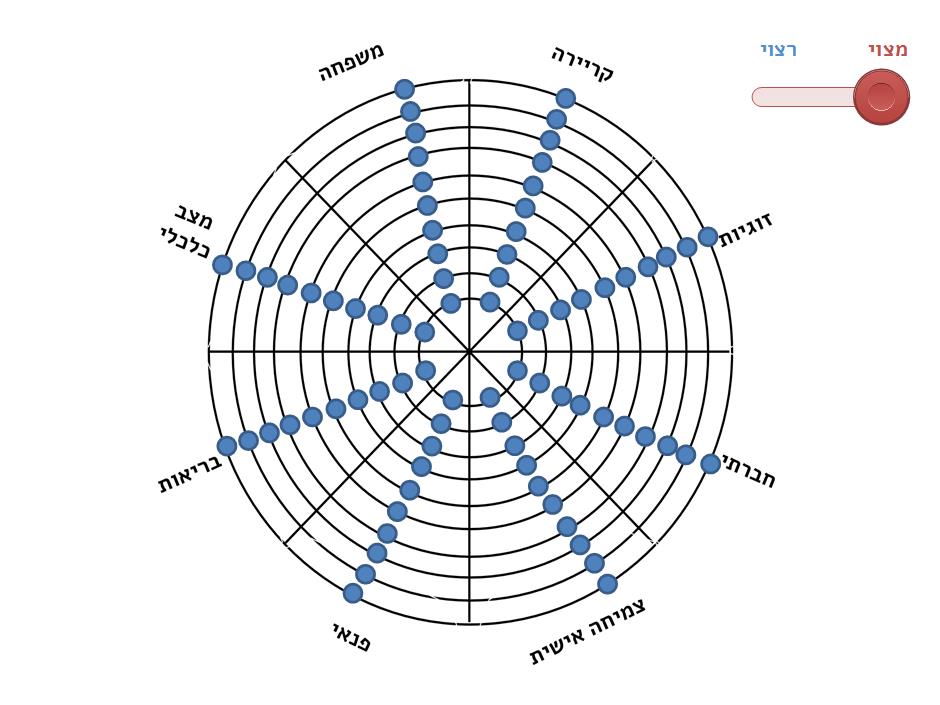 מצוי
רצוי
קריירה
משפחה
זוגיות
מצב
כלכלי
חברתי
בריאות
צמיחה אישית
פנאי